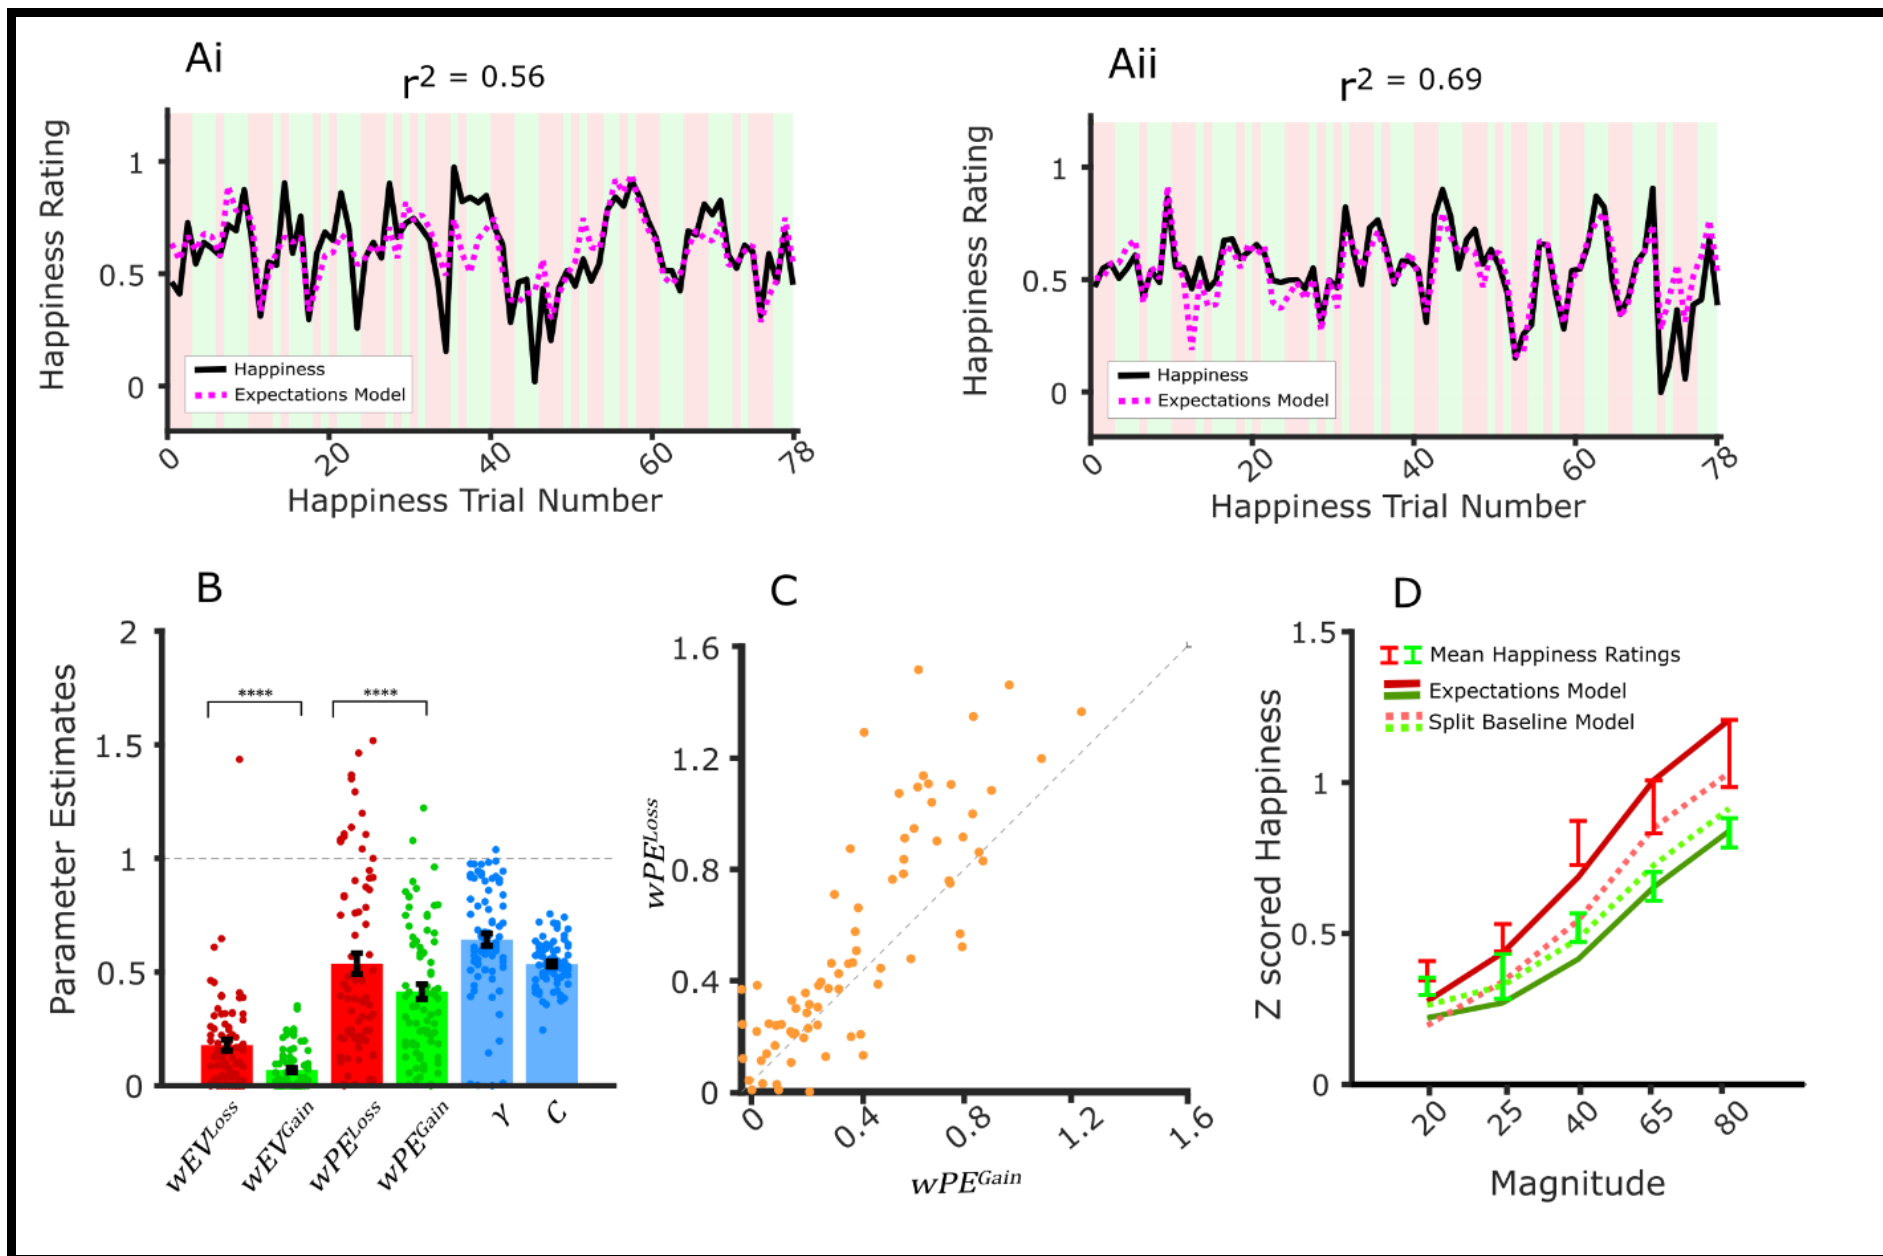 Ai
r2 = 0.56
Happiness Rating
1
0.5
0
Happiness
Expectations Model
0
20
40
60
78
Happiness Trial Number
Aii
r2 = 0.69
Happiness Rating
1
0.5
0
Happiness
Expectations Model
0
20
40
60
78
Happiness Trial Number
B
Parameter Estimates
2
1.5
1
0.5
0
****
****
wEVLoss
wEVGain
wPELoss
wPEGain
γ
C
C
wPELoss
1.6
1.2
0.8
0.4
0
0
0.4
0.8
1.2
1.6
wPEGain
D
Z scored Happiness
1.5
1
0.5
0
Mean Happiness Ratings
Expectations Model
Split Baseline Model
20
25
40
65
80
Magnitude